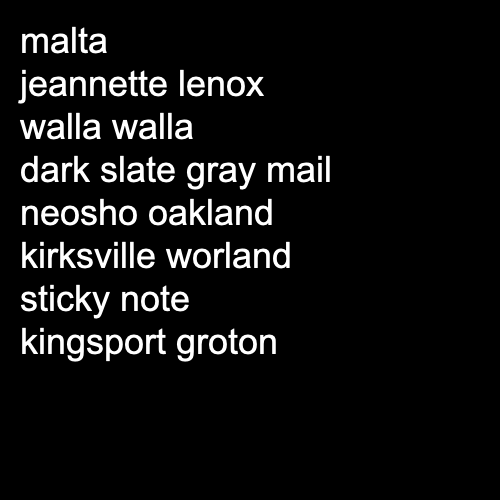 malta
jeannette lenox
walla walla
dark slate gray mail
neosho oakland
kirksville worland
sticky note
kingsport groton